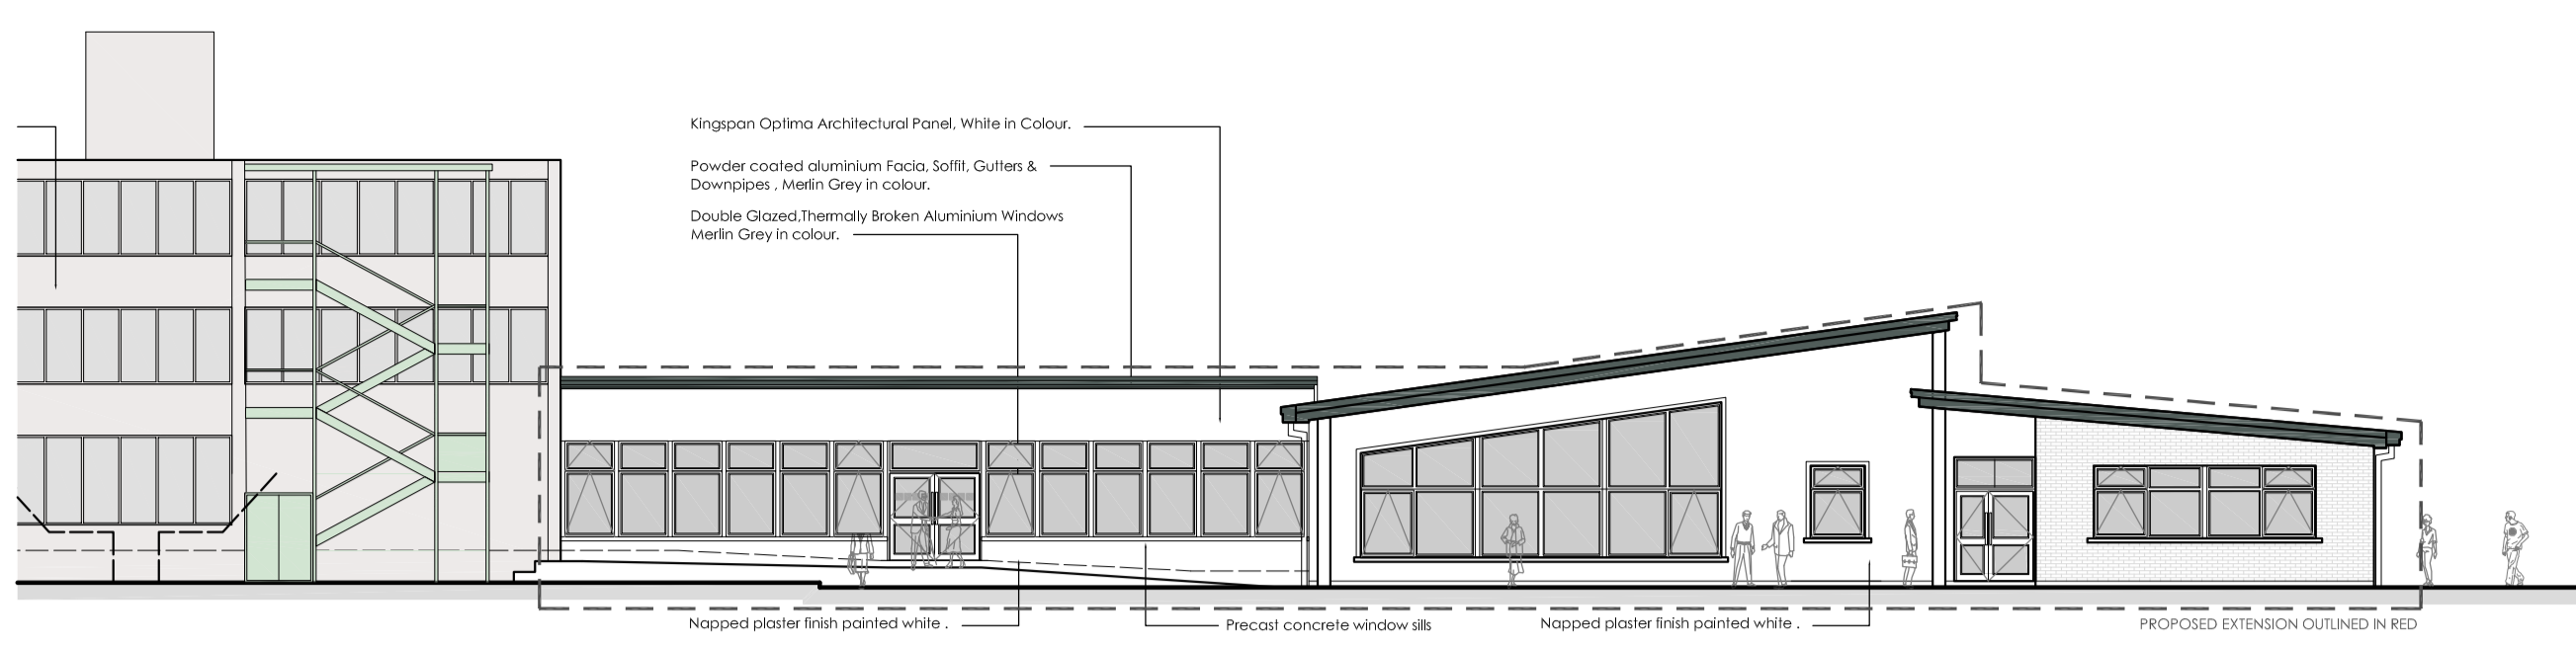 Kingspan Optima Architectural Panel, White in Colour.
Powder coated aluminium Facia, Soffit, Gutters &
Downpipes , Merlin Grey in colour.
Double Glazed,Thermally Broken Aluminium Windows
Merlin Grey in colour.
Napped plaster finish painted white .
Precast concrete window sills
Napped plaster finish painted white .
PROPOSED EXTENSION OUTLINED IN RED